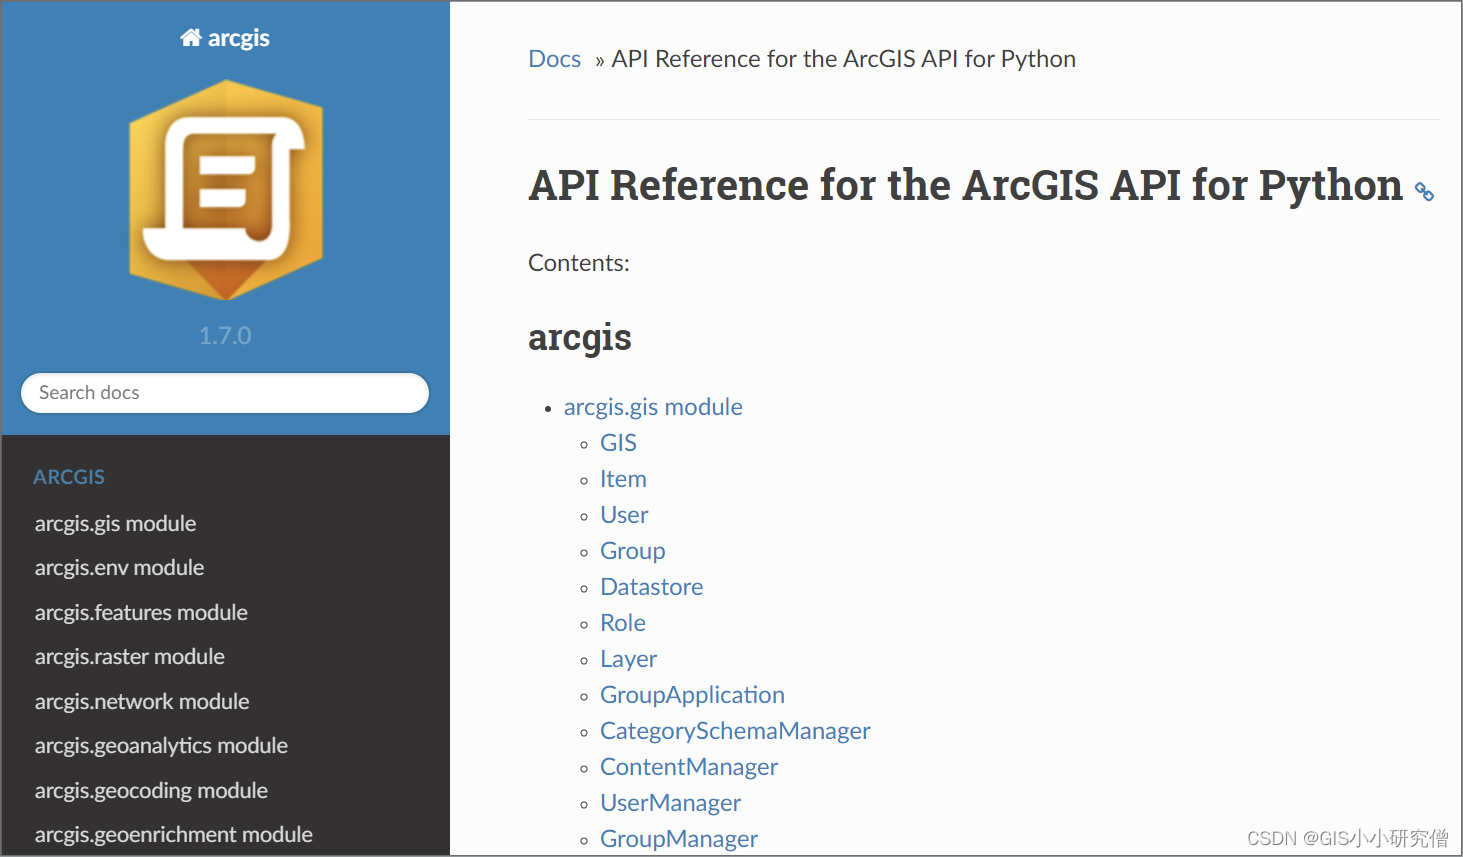 arcgis
1.7.0
Search docs
ARCGIS
arcgis.gis module
arcgis.env module
arcgis.features module
arcgis.raster module
arcgis.network module
arcgis.geoanalytics module
arcgis.geocoding module
arcgis.geoenrichment module
Docs » API Reference for the ArcGIS API for Python
API Reference for the ArcGIS API for Python
Contents:
arcgis
• arcgis.gis module
◦ GIS
◦ Item
◦ User
◦ Group
◦ Datastore
◦ Role
◦ Layer
◦ GroupApplication
◦ CategorySchemaManager
◦ ContentManager
◦ UserManager
◦ GroupManager
CSDN @GIS小小研究僧